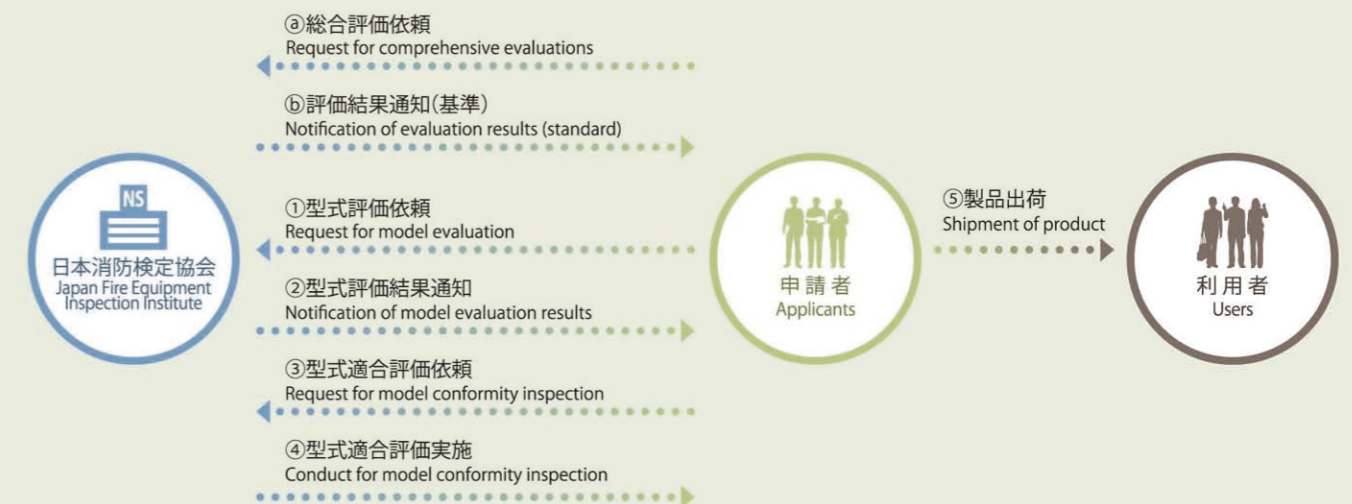 ⓐ総合評価依頼
Request for comprehensive evaluations
ⓑ評価結果通知(基準)
Notification of evaluation results (standard)
NS
日本消防検定協会
Japan Fire Equipment
Inspection Institute
①型式評価依頼
Request for model evaluation
②型式評価結果通知
Notification of model evaluation results
③型式適合評価依頼
Request for model conformity inspection
④型式適合評価実施
Conduct for model conformity inspection
申請者
Applicants
⑤製品出荷
Shipment of product
利用者
Users